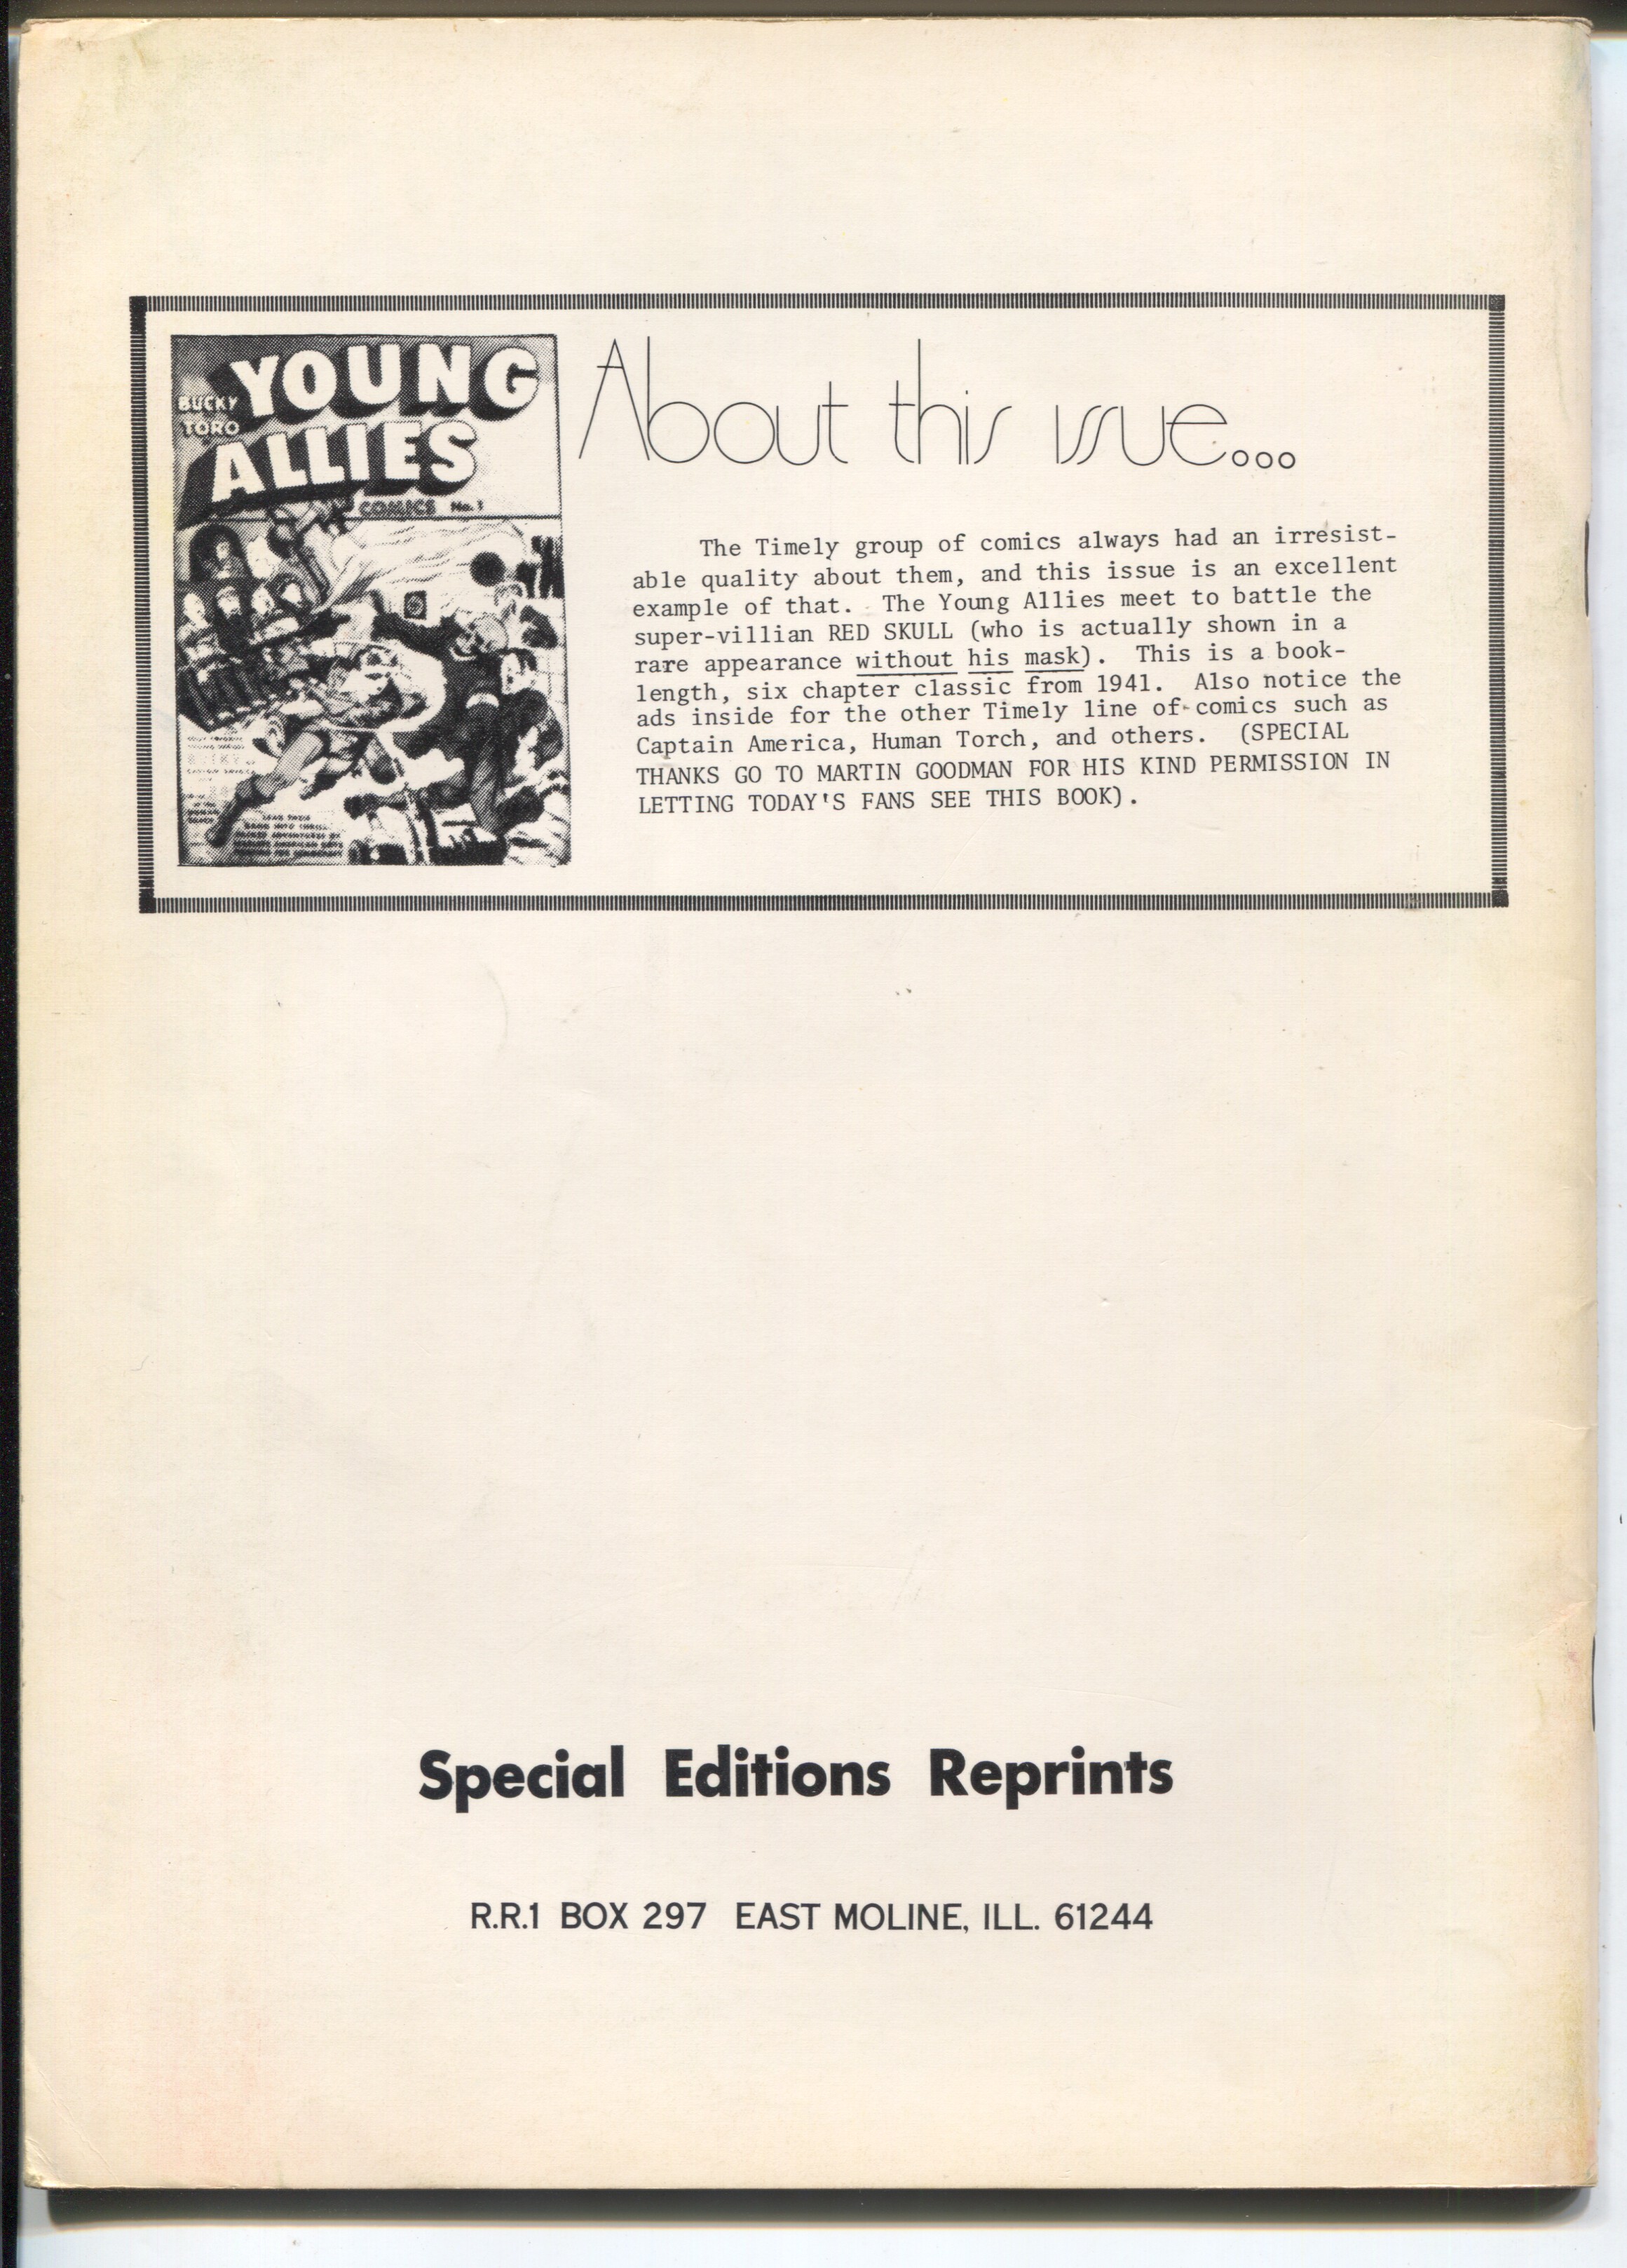 YOUNG
BUCKY
TORO
ALLIES
COMICS No. 1
About this issue...
The Timely group of comics always had an irresist-
able quality about them, and this issue is an excellent
example of that. The Young Allies meet to battle the
super-villian RED SKULL (who is actually shown in a
rare appearance without his mask). This is a book-
length, six chapter classic from 1941. Also notice the
ads inside for the other Timely line of comics such as
Captain America, Human Torch, and others. (SPECIAL
THANKS GO TO MARTIN GOODMAN FOR HIS KIND PERMISSION IN
LETTING TODAY'S FANS SEE THIS BOOK).
Special Editions Reprints
R.R.1 BOX 297 EAST MOLINE, ILL. 61244